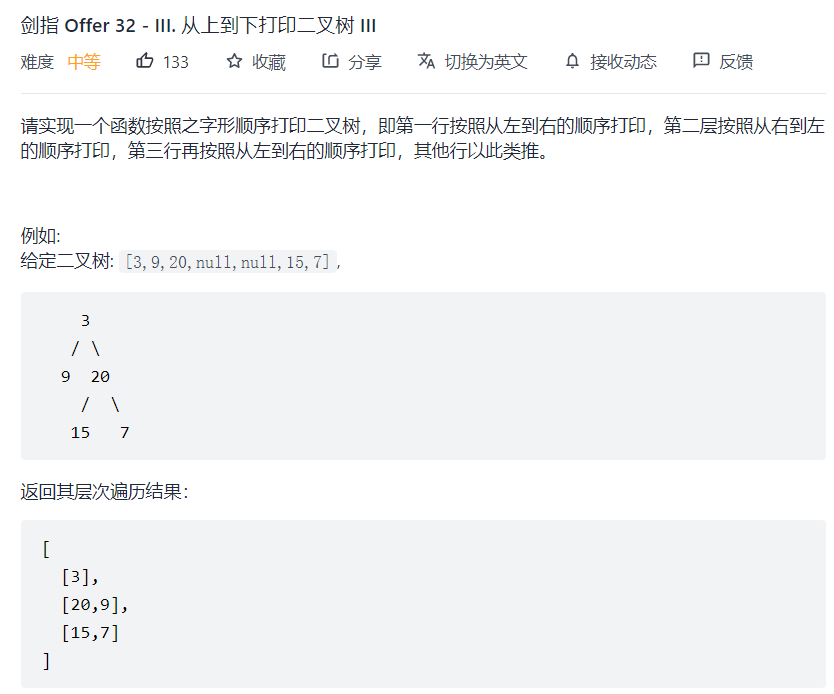 剑指 Offer 32 - III. 从上到下打印二叉树 III
难度 中等 133 收藏 分享 切换为英文 接收动态 反馈
请实现一个函数按照之字形顺序打印二叉树，即第一行按照从左到右的顺序打印，第二层按照从右到左
的顺序打印，第三行再按照从左到右的顺序打印，其他行以此类推。
例如:
给定二叉树: [3,9,20,null,null,15,7],
3
/ \
9 20
/ \
15 7
返回其层次遍历结果：
[
[3],
[20,9],
[15,7]
]